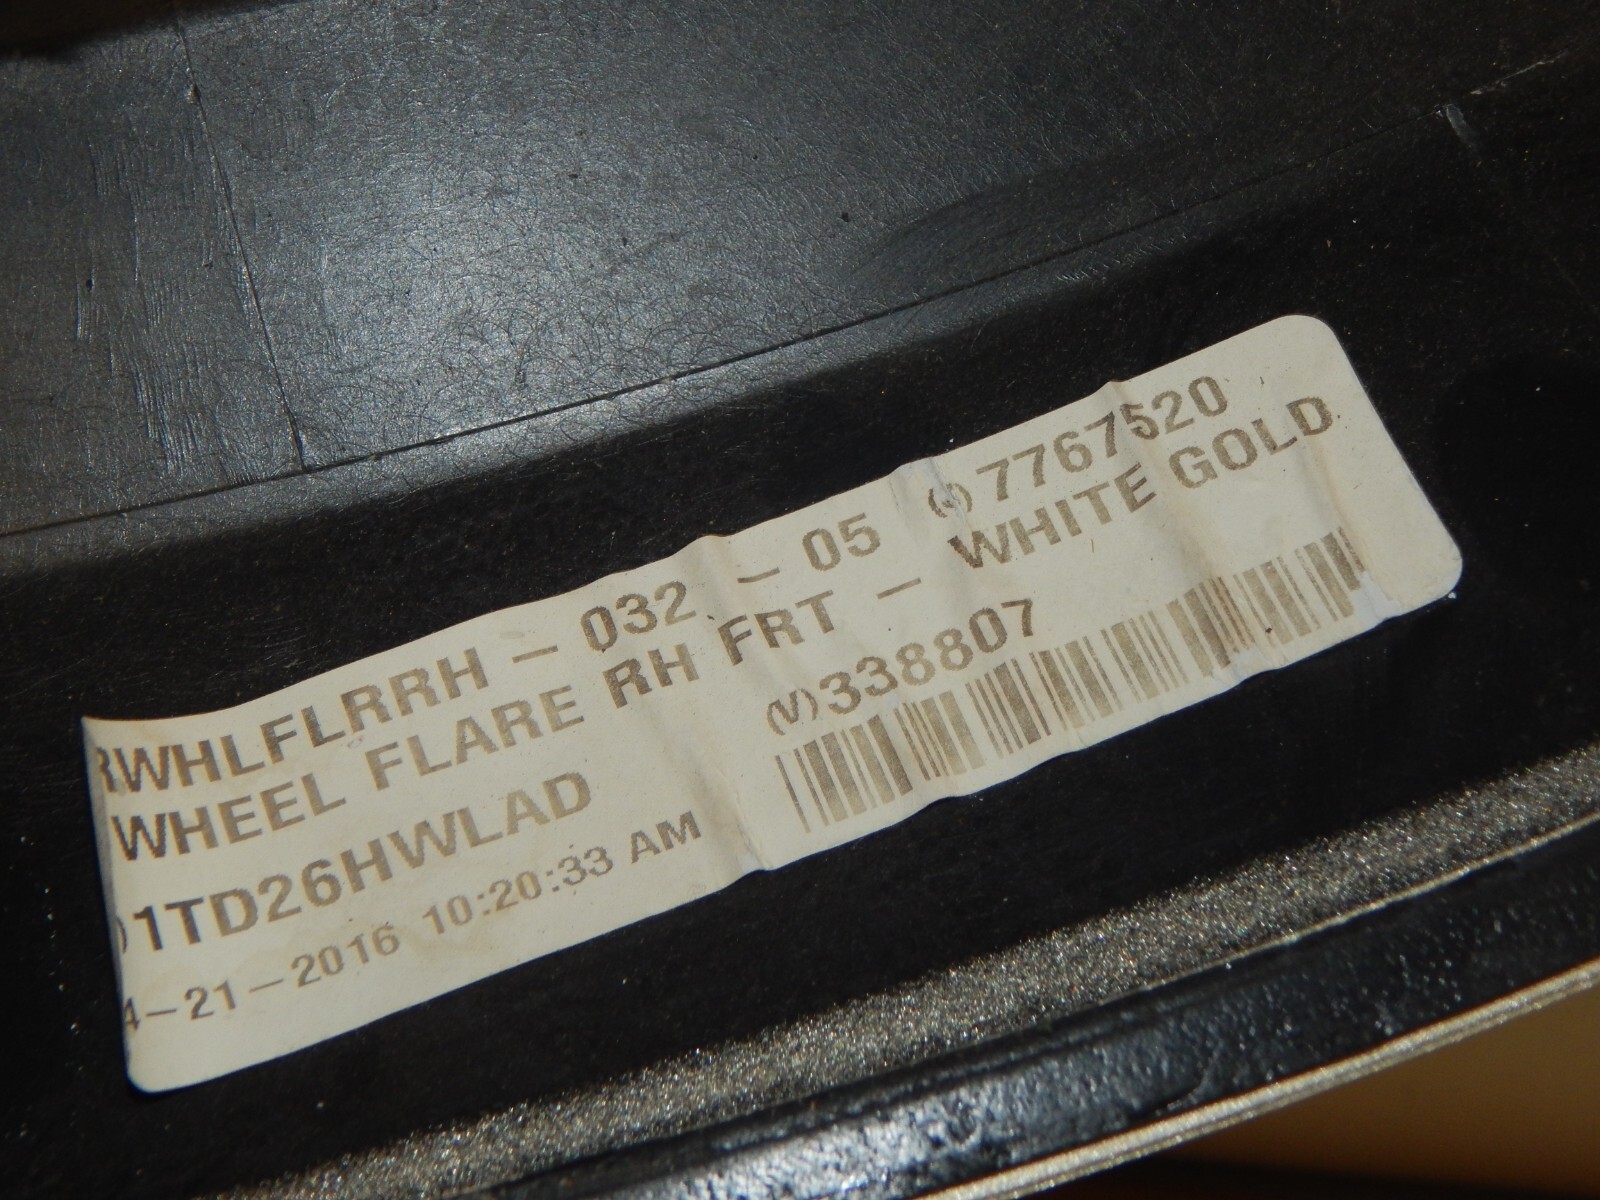 RWHLFLRRH - 032 - 05 7767520
WHEEL FLARE RH FRT - WHITE GOLD
1TD26HWLAD (V)338807
4-21-2016 10:20:33 AM